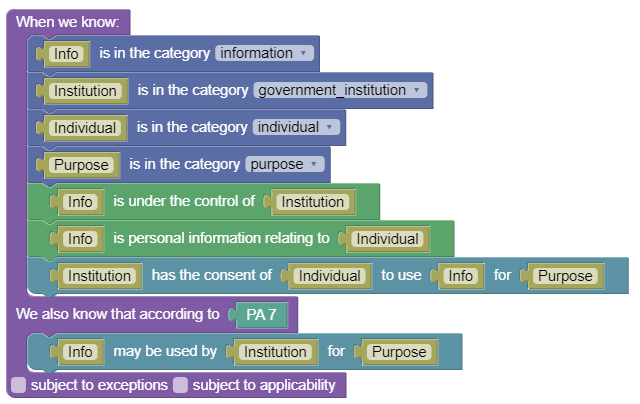 When we know:
Info is in the category information
Institution is in the category government_institution
Individual is in the category individual
Purpose is in the category purpose
Info is under the control of Institution
Info is personal information relating to Individual
Institution has the consent of Individual to use Info for Purpose
We also know that according to PA 7
Info may be used by Institution for Purpose
subject to exceptions subject to applicability